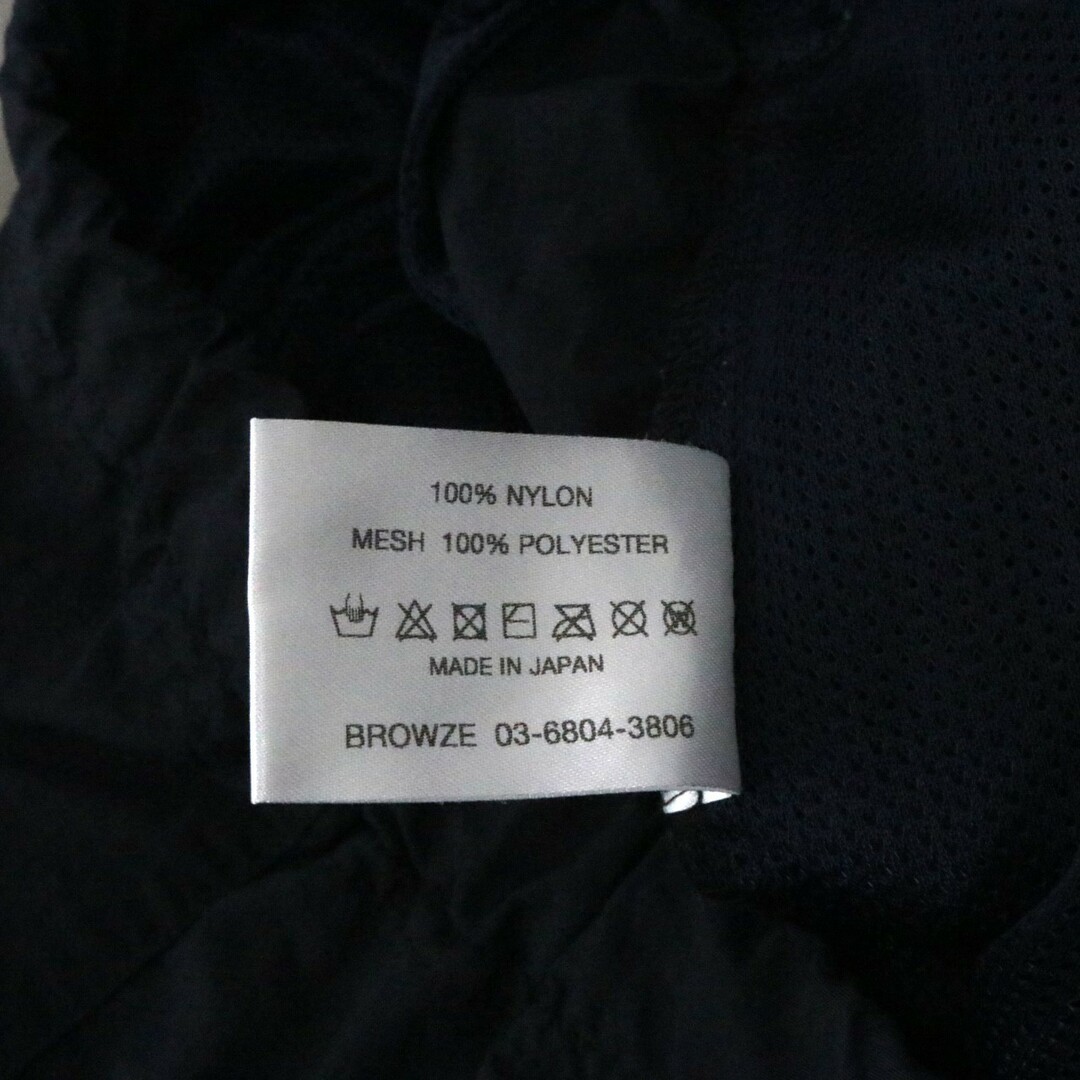 100% NYLON
MESH 100% POLYESTER
MADE IN JAPAN
BROWZE 03-6804-3806